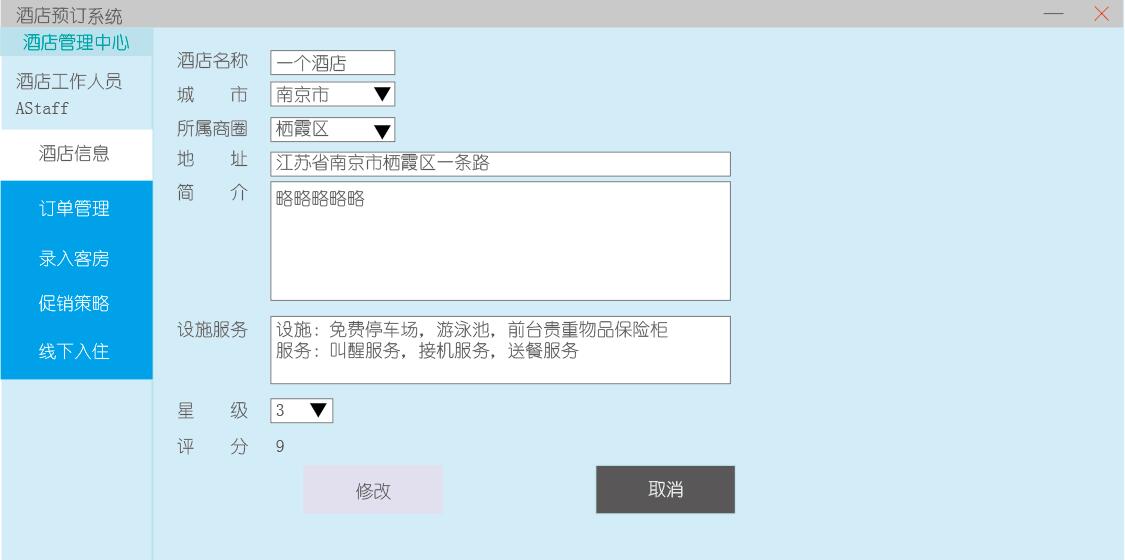 酒店预订系统
酒店管理中心
酒店工作人员
AStaff
酒店信息
订单管理
录入客房
促销策略
线下入住
酒店名称 一个酒店
城 市 南京市
所属商圈 栖霞区
地 址 江苏省南京市栖霞区一条路
简 介 略略略略略
设施服务 设施：免费停车场，游泳池，前台贵重物品保险柜
服务：叫醒服务，接机服务，送餐服务
星 级 3
评 分 9
修改 取消